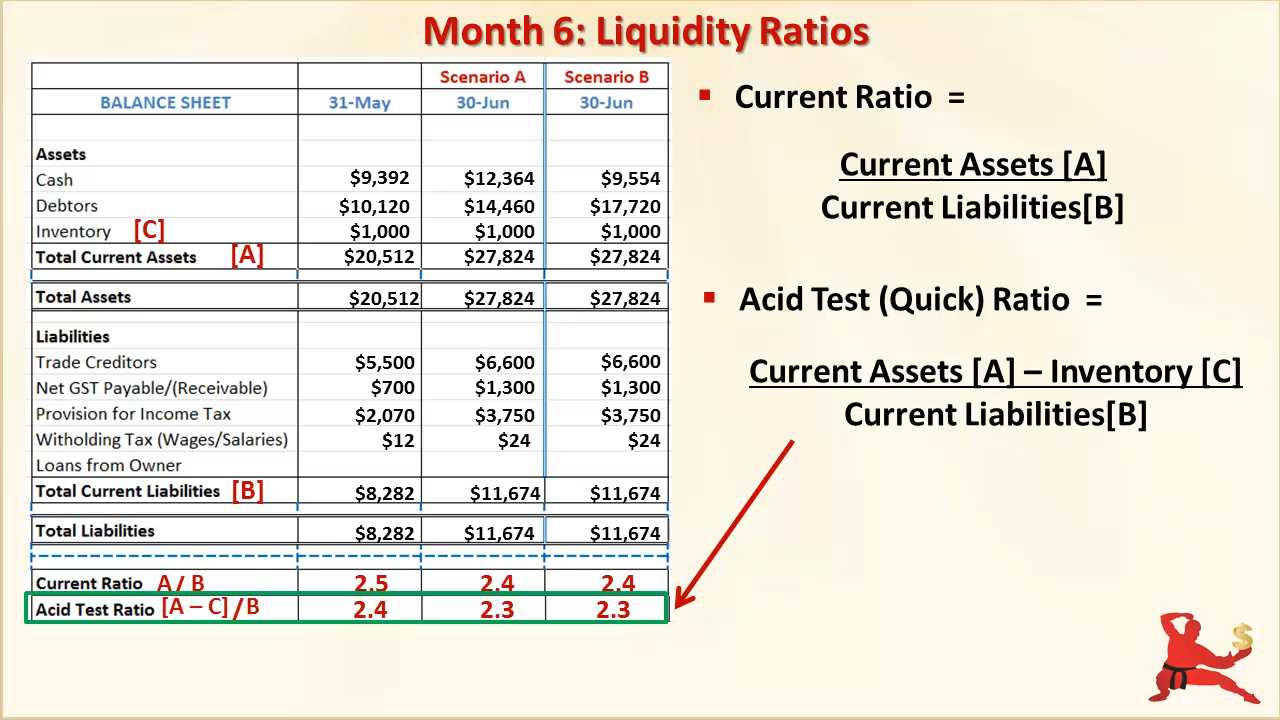 Month 6: Liquidity Ratios
Scenario A Scenario B
BALANCE SHEET 31-May 30-Jun 30-Jun
Assets
Cash $9,392 $12,364 $9,554
Debtors $10,120 $14,460 $17,720
Inventory [C] $1,000 $1,000 $1,000
Total Current Assets [A] $20,512 $27,824 $27,824
Total Assets $20,512 $27,824 $27,824
Liabilities
Trade Creditors $5,500 $6,600 $6,600
Net GST Payable/(Receivable) $700 $1,300 $1,300
Provision for Income Tax $2,070 $3,750 $3,750
Witholding Tax (Wages/Salaries) $12 $24 $24
Loans from Owner
Total Current Liabilities [B] $8,282 $11,674 $11,674
Total Liabilities $8,282 $11,674 $11,674
Current Ratio A/B 2.5 2.4 2.4
Acid Test Ratio [A – C]/B 2.4 2.3 2.3
▪ Current Ratio =
Current Assets [A]
Current Liabilities[B]
▪ Acid Test (Quick) Ratio =
Current Assets [A] – Inventory [C]
Current Liabilities[B]
$